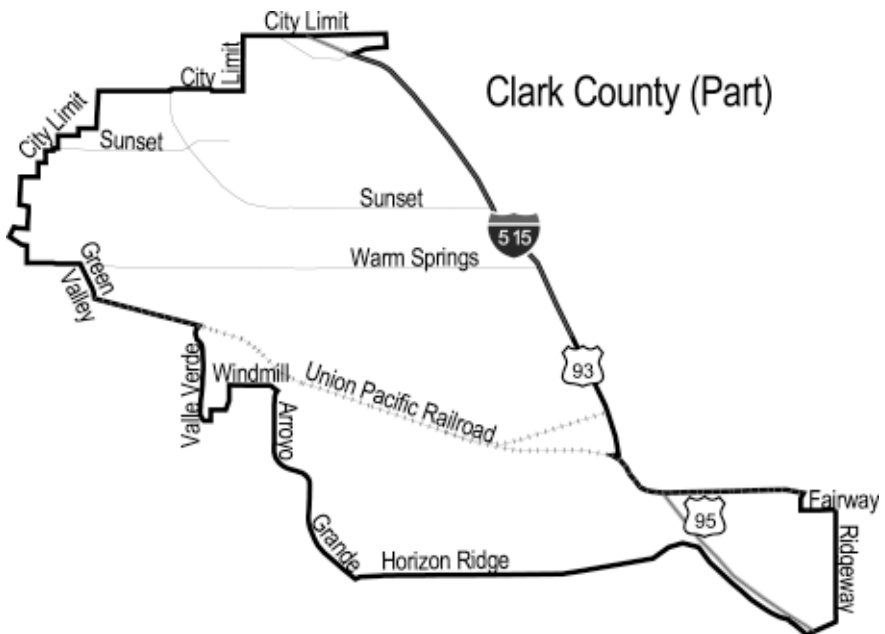 City Limit
City
Limit
Clark County (Part)
City Limit
Sunset
Sunset
515
Warm Springs
Green
Valley
Valle Verde
Windmill
Union Pacific Railroad
93
Arroyo
Grande
Horizon Ridge
95
Fairway
Ridgeway